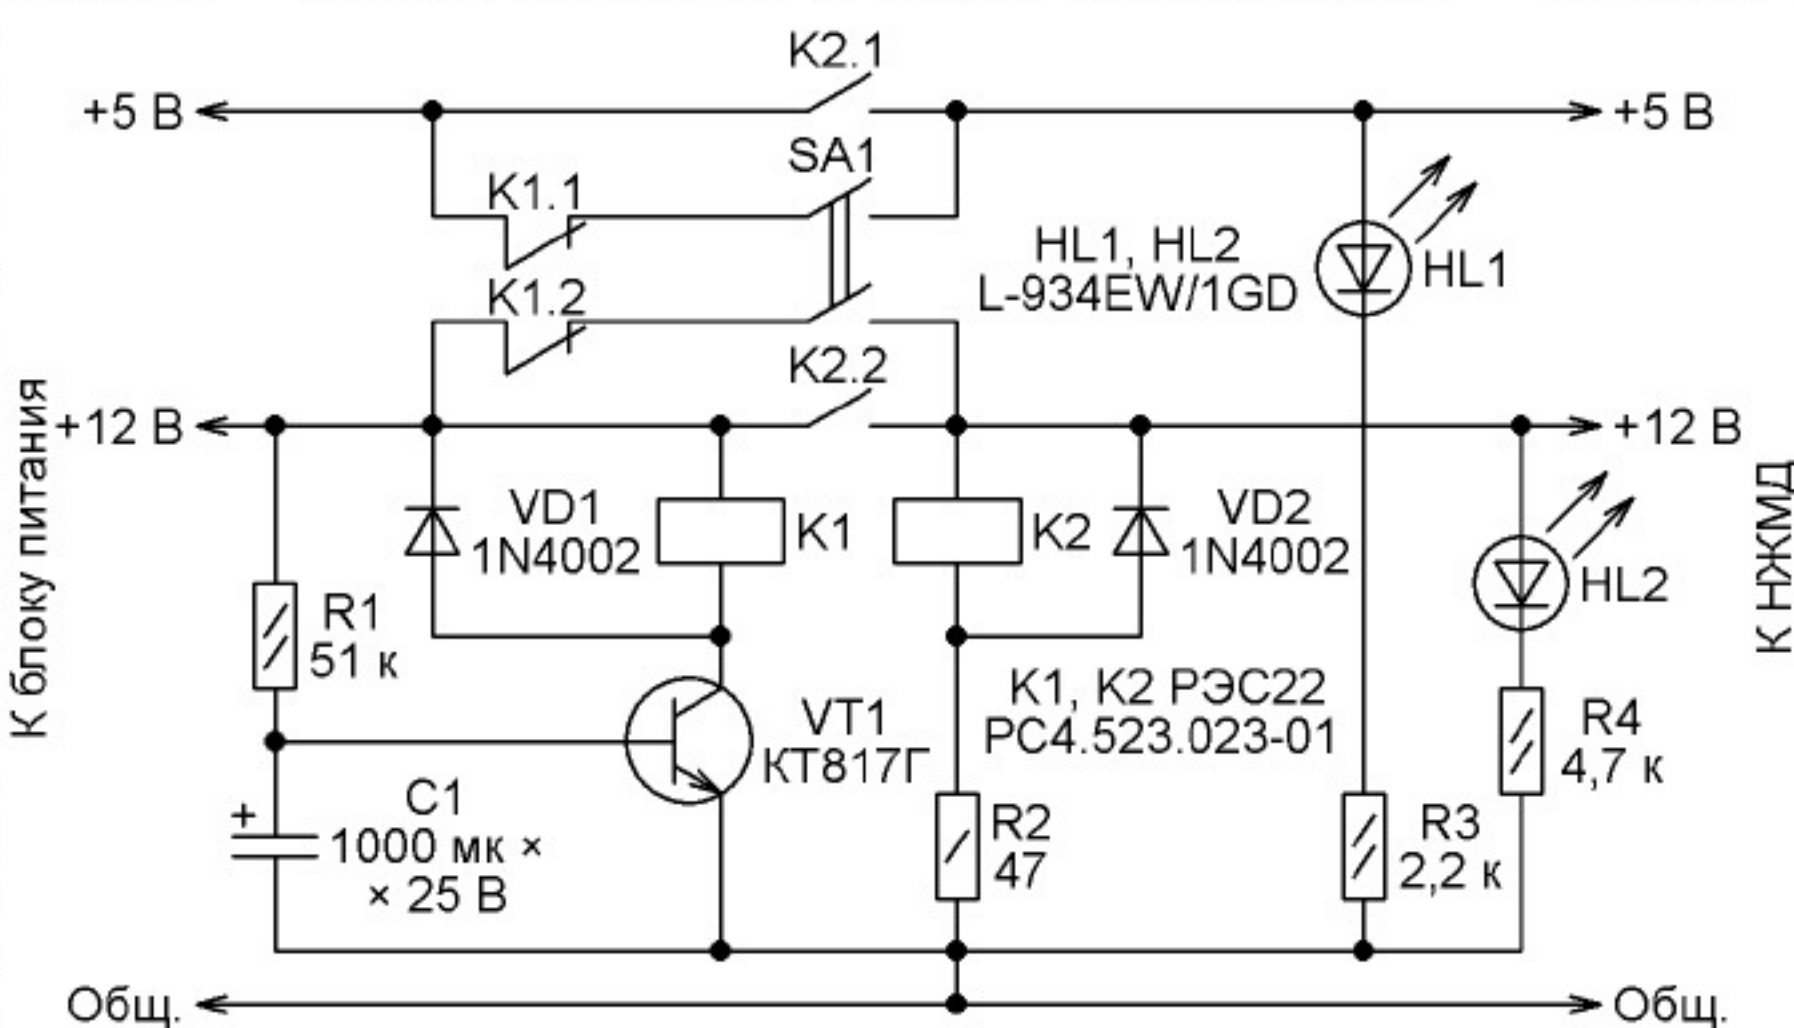 K2.1
+5 В
+5 В
SA1
K1.1
HL1, HL2
L-934EW/1GD
HL1
K1.2
K2.2
+12 В
+12 В
К блоку питания
К НЖМД
VD1
1N4002
K1
K2
VD2
1N4002
HL2
R1
51 к
K1, K2 РЭС22
РС4.523.023-01
VT1
КТ817Г
R4
4,7 к
+
C1
1000 мк ×
× 25 В
R2
47
R3
2,2 к
Общ.
Общ.